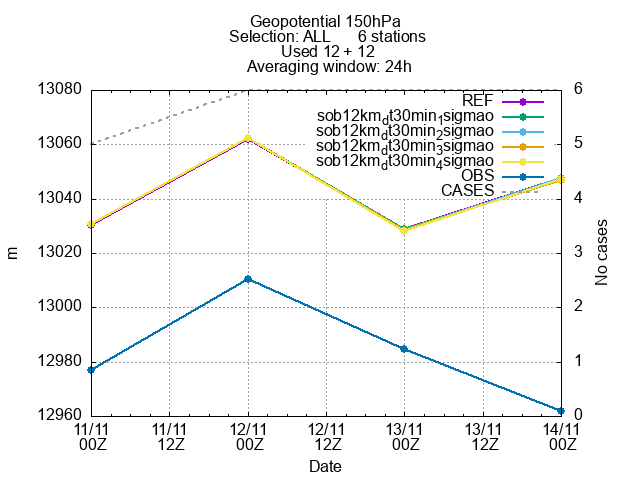 Geopotential 150hPa
Selection: ALL 6 stations
Used 12 + 12
Averaging window: 24h
13080
13060
13040
13020
13000
12980
12960
m
6
5
4
3
2
1
0
No cases
REF
sob12km_dt30min_1sigmao
sob12km_dt30min_2sigmao
sob12km_dt30min_3sigmao
sob12km_dt30min_4sigmao
OBS
CASES
11/11 11/11 12/11 12/11 13/11 13/11 14/11
00Z 12Z 00Z 12Z 00Z 12Z 00Z
Date